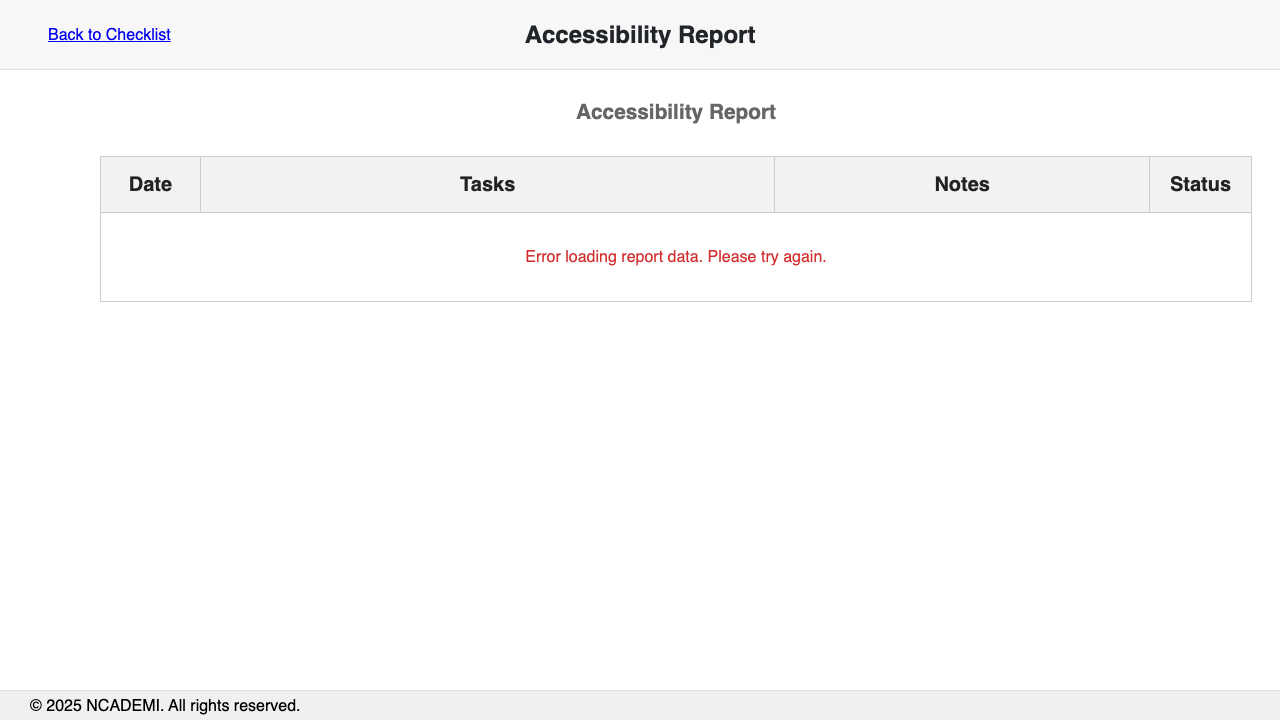 Back to Checklist
Accessibility Report
Accessibility Report
Date Tasks Notes Status
Error loading report data. Please try again.
© 2025 NCADEMI. All rights reserved.